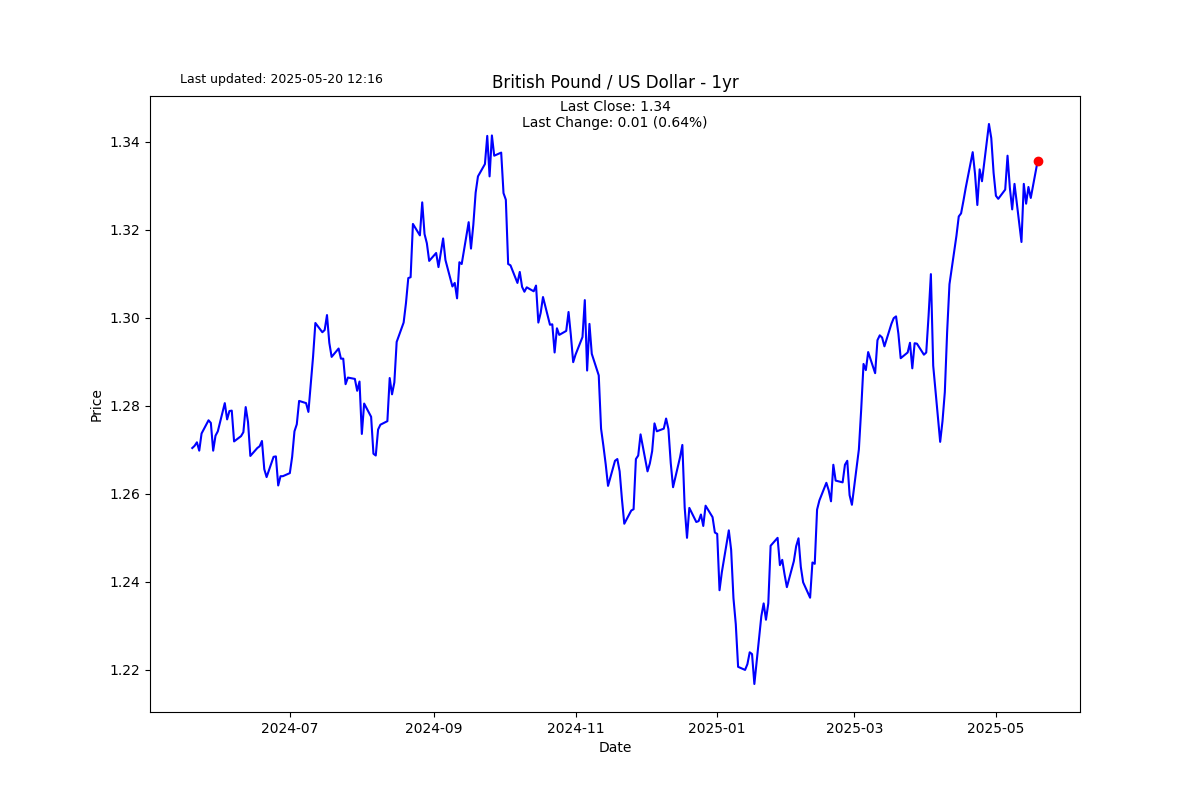 Last updated: 2025-05-20 12:16
British Pound / US Dollar - 1yr
Last Close: 1.34
Last Change: 0.01 (0.64%)
1.34
1.32
1.30
1.28
1.26
1.24
1.22
Price
2024-07
2024-09
2024-11
2025-01
2025-03
2025-05
Date